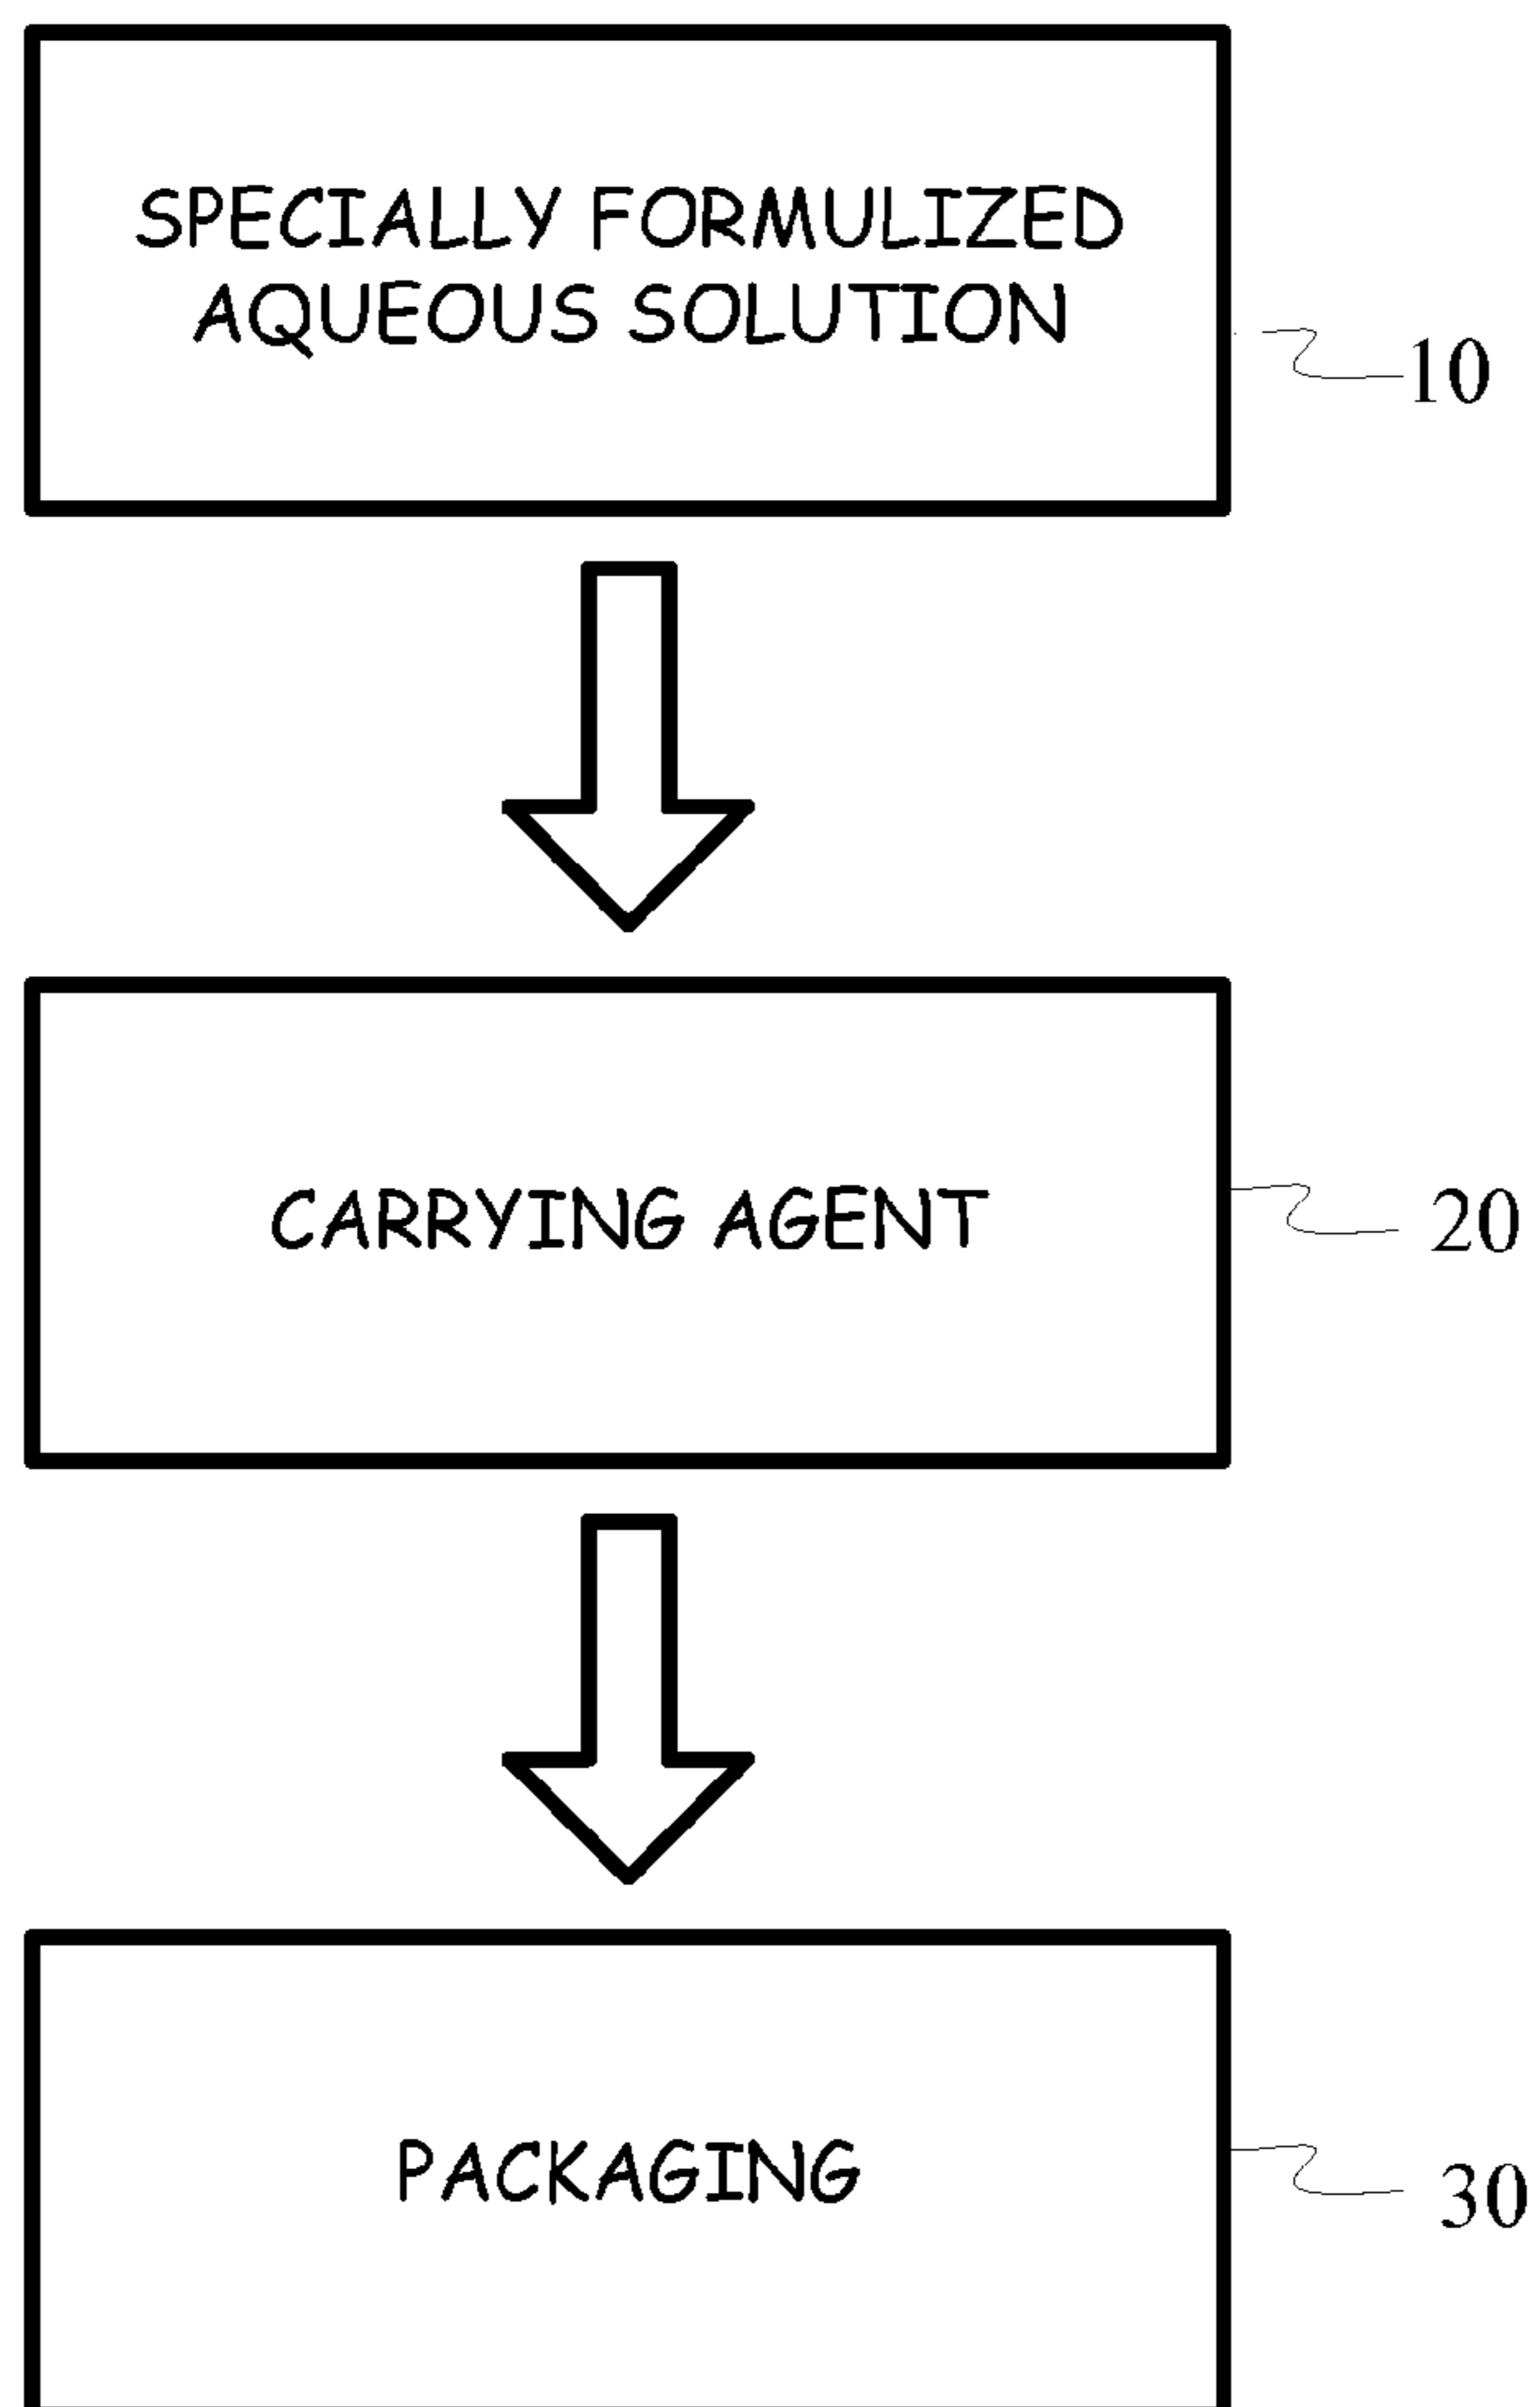 SPECIALLY FORMULIZED
AQUEOUS SOLUTION
10
CARRYING AGENT
20
PACKAGING
30